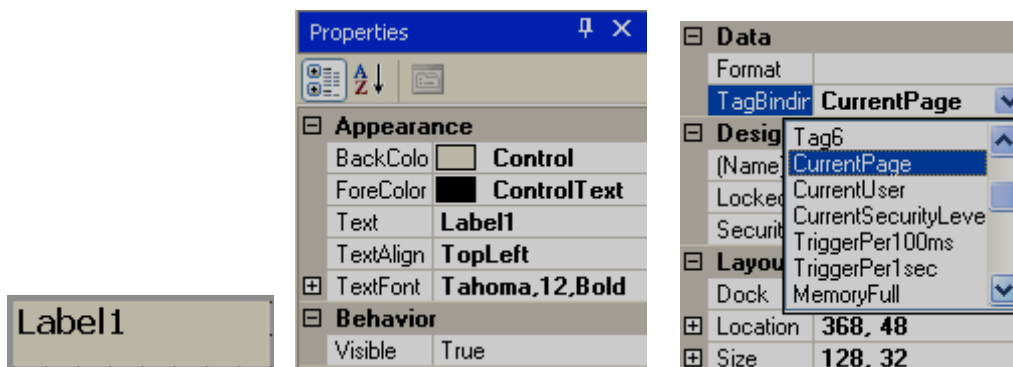 Label1
Properties
Appearance
BackColo Control
ForeColor ControlText
Text Label1
TextAlign TopLeft
TextFont Tahoma,12,Bold
Behavior
Visible True
Data
Format
TagBindir CurrentPage
Desig
(Name)
Locked
Securit
Layou
Dock
Tag6
CurrentPage
CurrentUser
CurrentSecurityLeve
TriggerPer100ms
TriggerPer1sec
MemoryFull
Location 368, 48
Size 128, 32